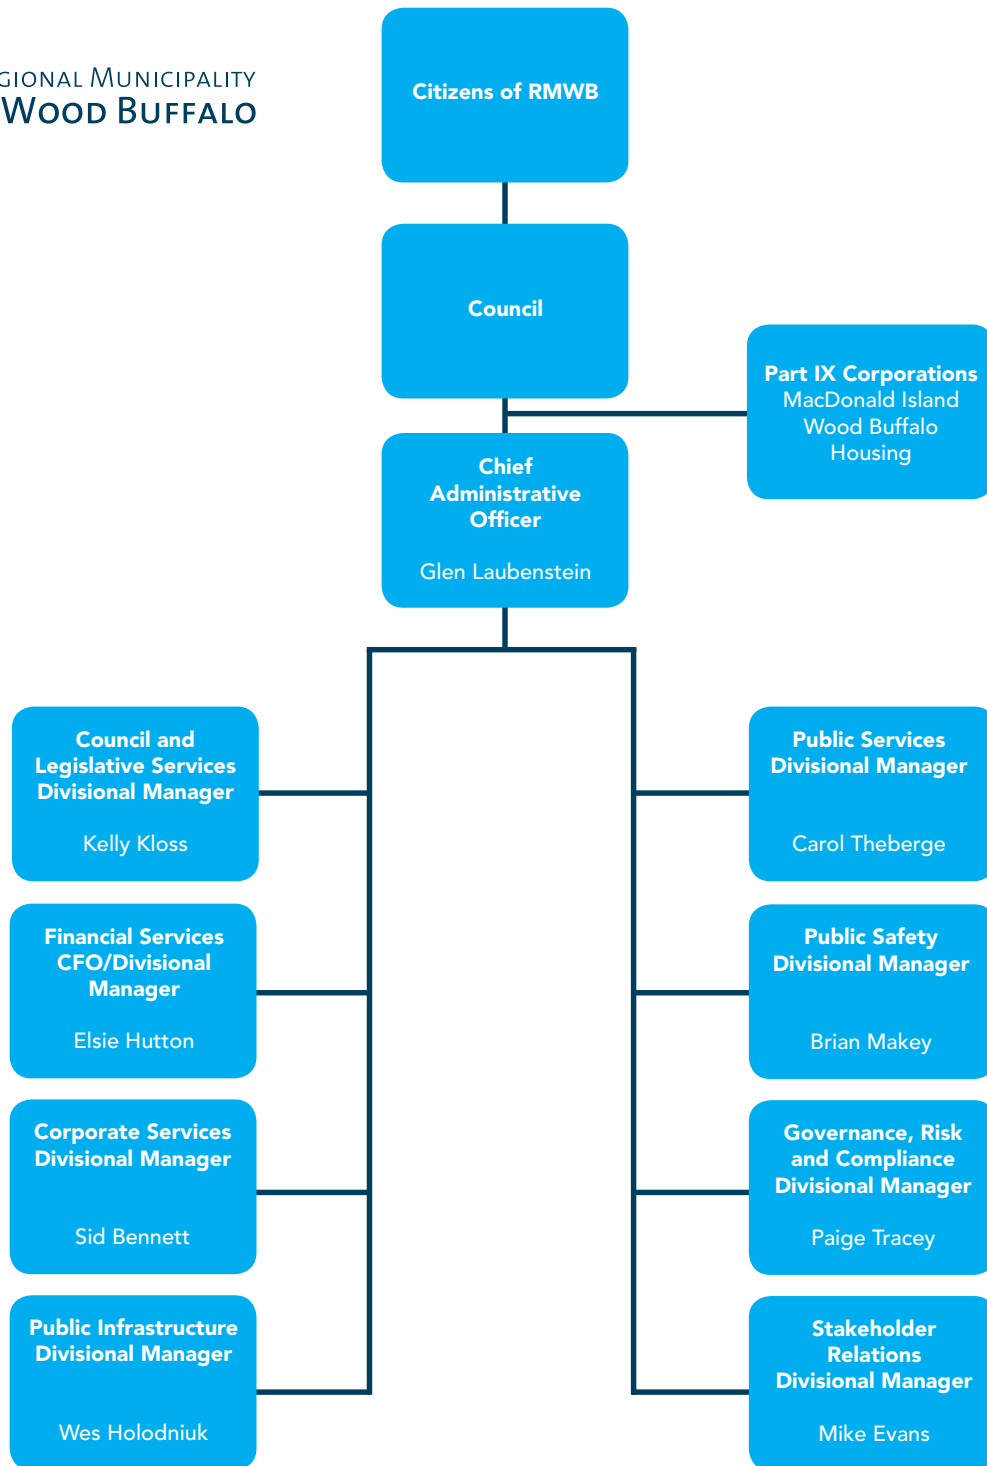 MUNICIPALITY
WOOD BUFFALO
Citizens of RMWB
Council
Part IX Corporations
MacDonald Island
Wood Buffalo
Housing
Chief
Administrative
Officer
Glen Laubenstein
Council and
Legislative Services
Divisional Manager
Kelly Kloss
Public Services
Divisional Manager
Carol Theberge
Financial Services
CFO/Divisional
Manager
Elsie Hutton
Public Safety
Divisional Manager
Brian Makey
Corporate Services
Divisional Manager
Sid Bennett
Governance, Risk
and Compliance
Divisional Manager
Paige Tracey
Public Infrastructure
Divisional Manager
Wes Holodniuk
Stakeholder
Relations
Divisional Manager
Mike Evans